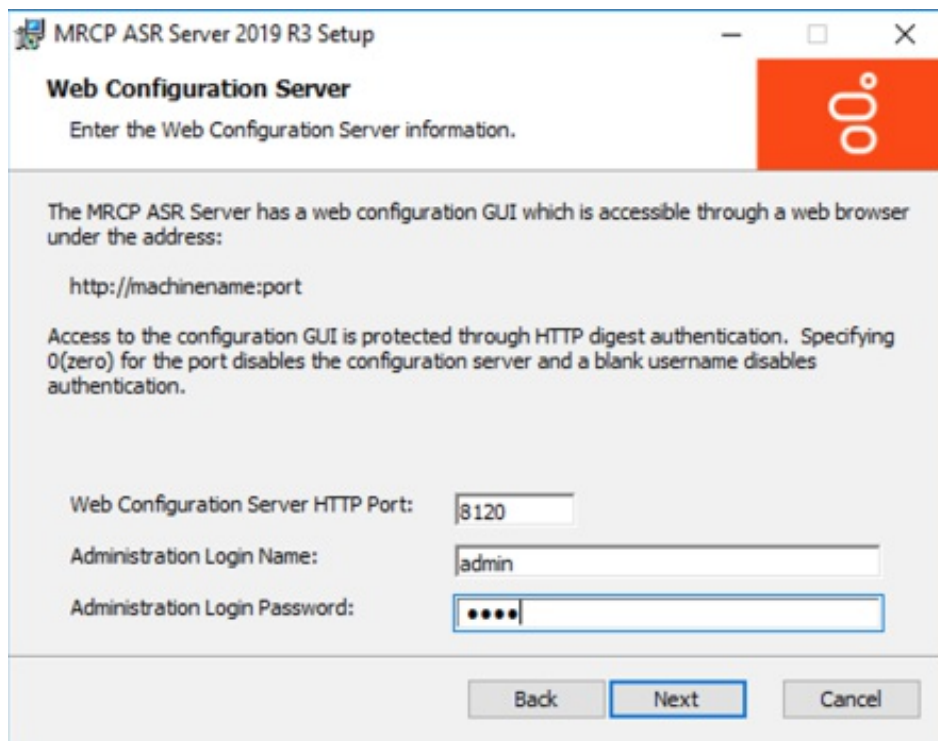 MRCP ASR Server 2019 R3 Setup
Web Configuration Server
Enter the Web Configuration Server information.
The MRCP ASR Server has a web configuration GUI which is accessible through a web browser
under the address:
http://machinename:port
Access to the configuration GUI is protected through HTTP digest authentication.  Specifying
0(zero) for the port disables the configuration server and a blank username disables
authentication.
Web Configuration Server HTTP Port: 8120
Administration Login Name: admin
Administration Login Password: ●●●●
Back Next Cancel